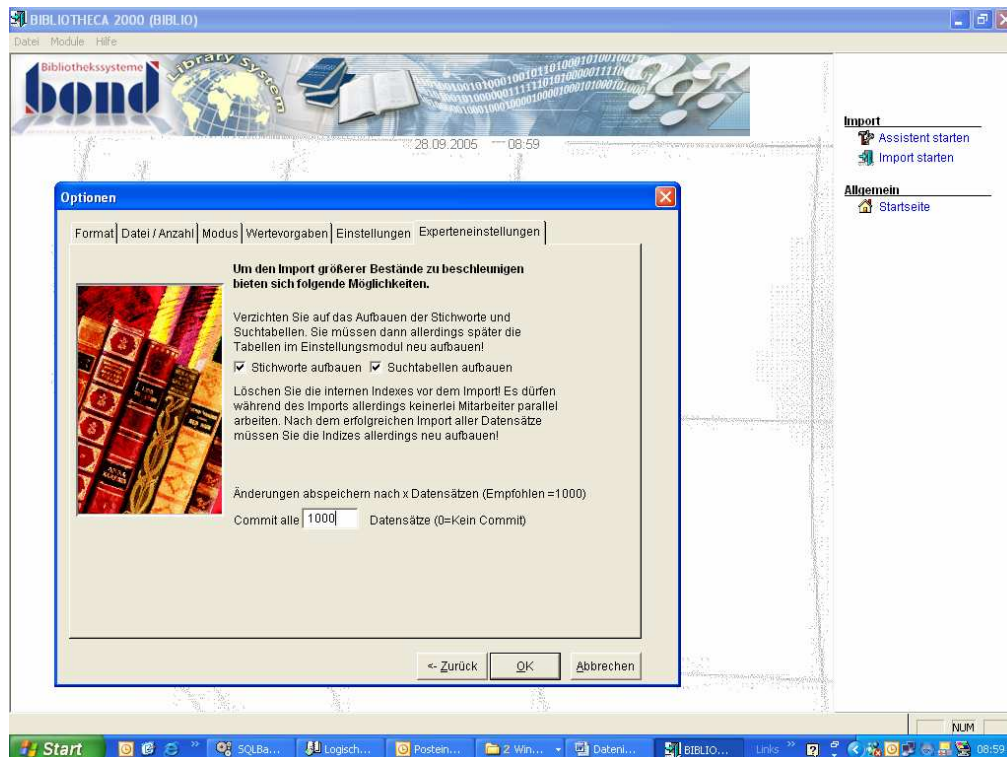 BIBLIOTHECA 2000 (BIBLIO)
Datei Module Hilfe
Bibliothekssysteme
bond
Library System
28.09.2005 08:59
Import
Assistent starten
Import starten
Allgemein
Startseite
Optionen
Format Datei / Anzahl Modus Wertevorgaben Einstellungen Experteneinstellungen
Um den Import größerer Bestände zu beschleunigen
bieten sich folgende Möglichkeiten.
Verzichten Sie auf das Aufbauen der Stichworte und
Suchtabellen. Sie müssen dann allerdings später die
Tabellen im Einstellungsmodul neu aufbauen!
Stichworte aufbauen Suchtabellen aufbauen
Löschen Sie die internen Indexes vor dem Import! Es dürfen
während des Imports allerdings keinerlei Mitarbeiter parallel
arbeiten. Nach dem erfolgreichen Import aller Datensätze
müssen Sie die Indizes allerdings neu aufbauen!
Änderungen abspeichern nach x Datensätzen (Empfohlen =1000)
Commit alle 1000 Datensätze (0=Kein Commit)
<- Zurück OK Abbrechen
NUM
Start SQLBa... Logisch... Postein... 2 Win... Dateni... BIBLIO... Links 08:59